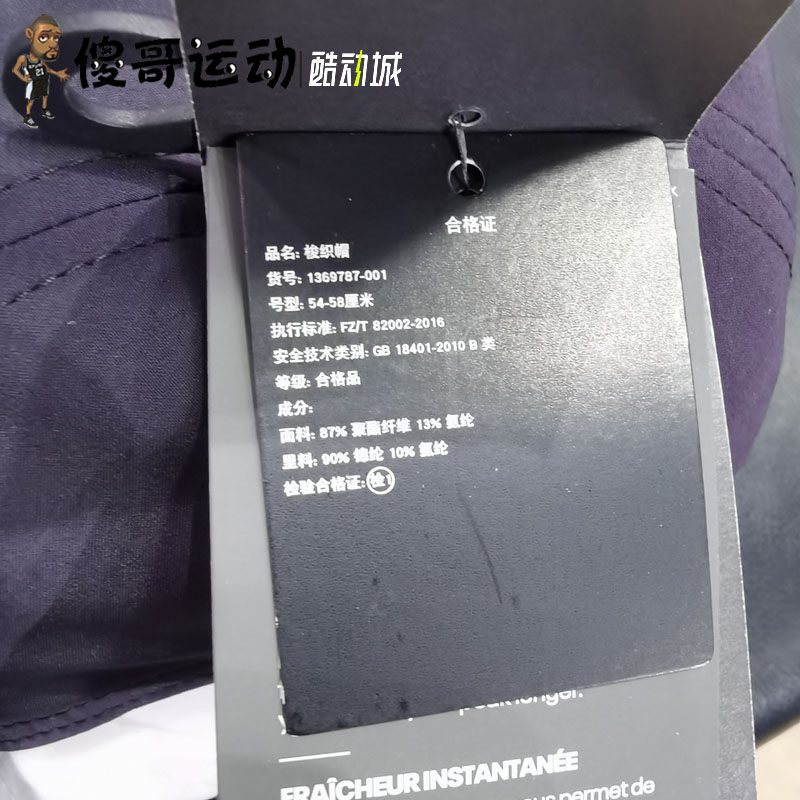 傻哥运动 酷动城
21
合格证
品名: 梭织帽
货号: 1369787-001
号型: 54-58厘米
执行标准: FZ/T 82002-2016
安全技术类别: GB 18401-2010 B 类
等级: 合格品
成分:
面料: 87% 聚酯纤维 13% 氨纶
里料: 90% 锦纶 10% 氨纶
检验合格证: 检1
longer.
FRAÎCHEUR INSTANTANÉE
permet de